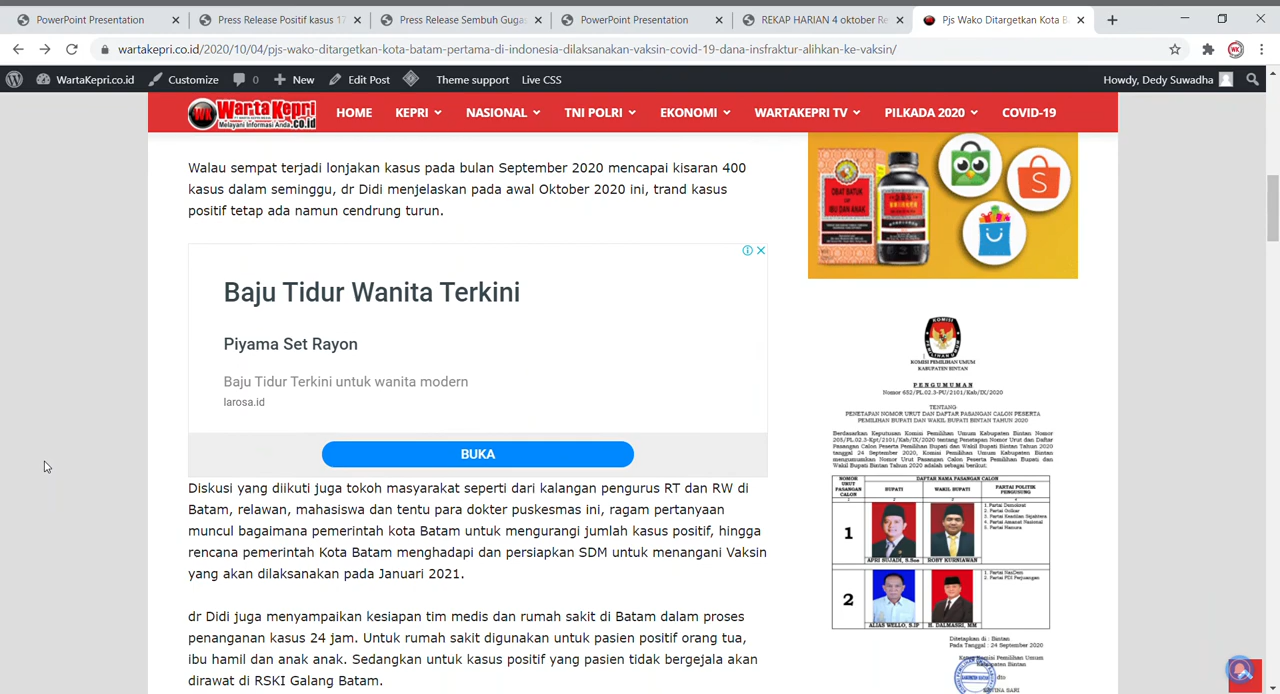 PowerPoint Presentation
Press Release Positif kasus 17
Press Release Sembuh Gugas
PowerPoint Presentation
REKAP HARIAN 4 oktober Re
Pjs Wako Ditargetkan Kota B
wartakepri.co.id/2020/10/04/pjs-wako-ditargetkan-kota-batam-pertama-di-indonesia-dilaksanakan-vaksin-covid-19-dana-insfraktur-alihkan-ke-vaksin/
WartaKepri.co.id Customize 0 New Edit Post Theme support Live CSS Howdy, Dedy Suwadha
WartaKepri
Melayani Informasi Anda .co.id
HOME KEPRI NASIONAL TNI POLRI EKONOMI WARTAKEPRI TV PILKADA 2020 COVID-19
Walau sempat terjadi lonjakan kasus pada bulan September 2020 mencapai kisaran 400
kasus dalam seminggu, dr Didi menjelaskan pada awal Oktober 2020 ini, trand kasus
positif tetap ada namun cendrung turun.
Baju Tidur Wanita Terkini
Piyama Set Rayon
Baju Tidur Terkini untuk wanita modern
larosa.id
BUKA
Diskusi yang diikuti juga tokoh masyarakat seperti dari kalangan perumahan, RT dan RW di
Batam, media, mahasiswa dan tentu para dokter puskesmas ini, ragam pertanyaan
muncul bagaimana Pemerintah Kota Batam untuk mengurangi jumlah kasus positif, hingga
rencana Pemerintah Kota Batam menghadapi dan persiapksn SDM untuk menangani Vaksin
yang akan dilaksanakan pada Januari 2021.
dr Didi juga menyampaikan kesiapan tim medis dan rumah sakit di Batam dalam proses
penanganan kasus 24 jam. Untuk rumah sakit digunakan untuk pasien positif orang tua,
ibu hamil dan anak anak. Sedangkan untuk kasus positif yang pasien tidak bergejala akan
dirawat di RSKI Galang Batam.
OBAT BATUK
IBU DAN ANAK
S
KOMISI PEMILIHAN UMUM
KABUPATEN BINTAN
PENGUMUMAN
Nomor 632/PL.02.3-PU/2101/Kab/IX/2020
TENTANG
PENETAPAN NOMOR URUT DAN DAFTAR PASANGAN CALON PESERTA
PEMILIHAN BUPATI DAN WAKIL BUPATI BINTAN TAHUN 2020
Berdasarkan Keputusan Komisi Pemilihan Umum Kabupaten Bintan Nomor
203/PL.02.3-Kpt/2101/Kab/IX/2020 tentang Penetapan Nomor Urut dan Daftar
Pasangan Calon Peserta Pemilihan Bupati dan Wakil Bupati Bintan Tahun 2020
tanggal 24 September 2020, Komisi Pemilihan Umum Kabupaten Bintan
mengumumkan Nomor Urut Pasangan Calon Peserta Pemilihan Bupati dan
Wakil Bupati Bintan Tahun 2020 adalah sebagai berikut.
NOMOR URUT PASANGAN CALON
DAFTAR NAMA PASANGAN CALON
BUPATI WAKIL BUPATI PARTAI POLITIK PENGUSUNG
1
1. Partai Demokrat
2. Partai Golkar
3. Partai Keadilan Sejahtera
4. Partai Amanat Nasional
5. Partai Hanura
APRI SUJADI, S.Sos ROBY KURNIAWAN
2
1. Partai NasDem
2. Partai PDI Perjuangan
ALIAS WELLO, S.IP H. DALMASRI, MM
Ditetapkan di : Bintan
Pada Tanggal : 24 September 2020
Ketua Komisi Pemilihan Umum
Kabupaten Bintan
dto